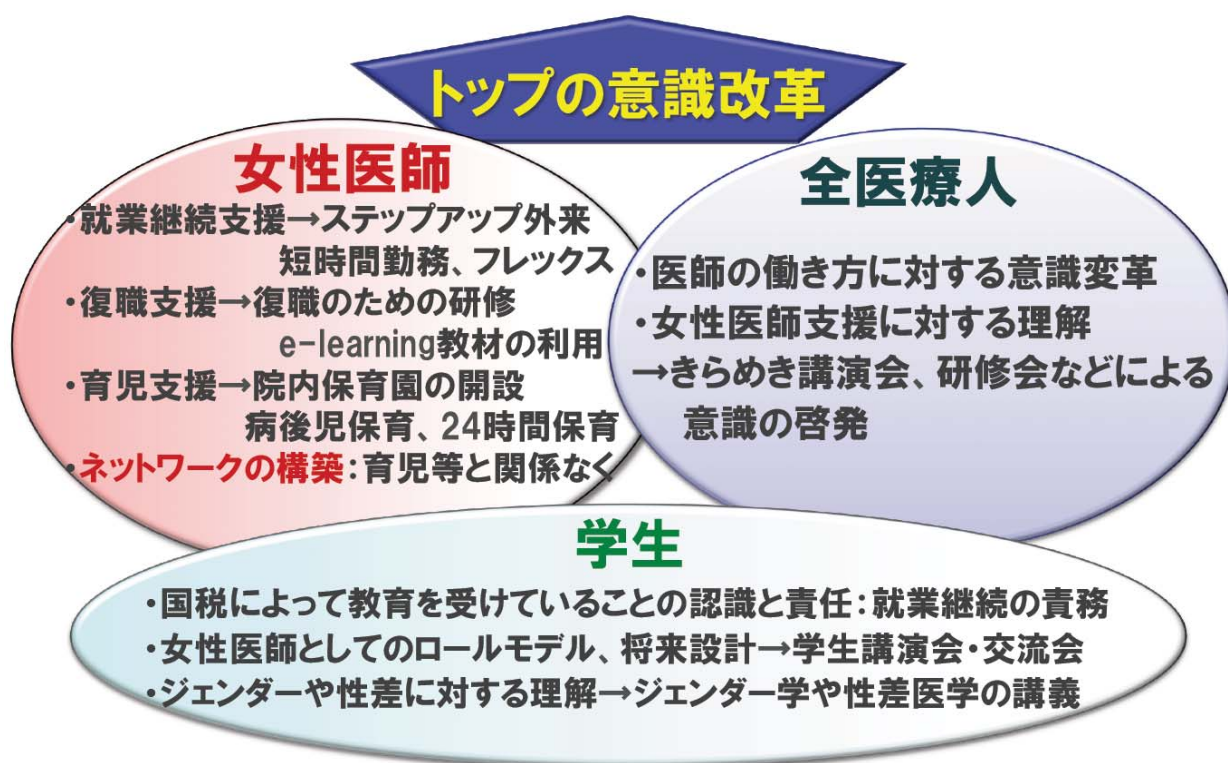 トップの意識改革
女性医師
・就業継続支援→ステップアップ外来
短時間勤務、フレックス
・復職支援→復職のための研修
e-learning教材の利用
・育児支援→院内保育園の開設
病後児保育、24時間保育
・ネットワークの構築：育児等と関係なく
全医療人
・医師の働き方に対する意識変革
・女性医師支援に対する理解
→きらめき講演会、研修会などによる
意識の啓発
学生
・国税によって教育を受けていることの認識と責任：就業継続の責務
・女性医師としてのロールモデル、将来設計→学生講演会・交流会
・ジェンダーや性差に対する理解→ジェンダー学や性差医学の講義